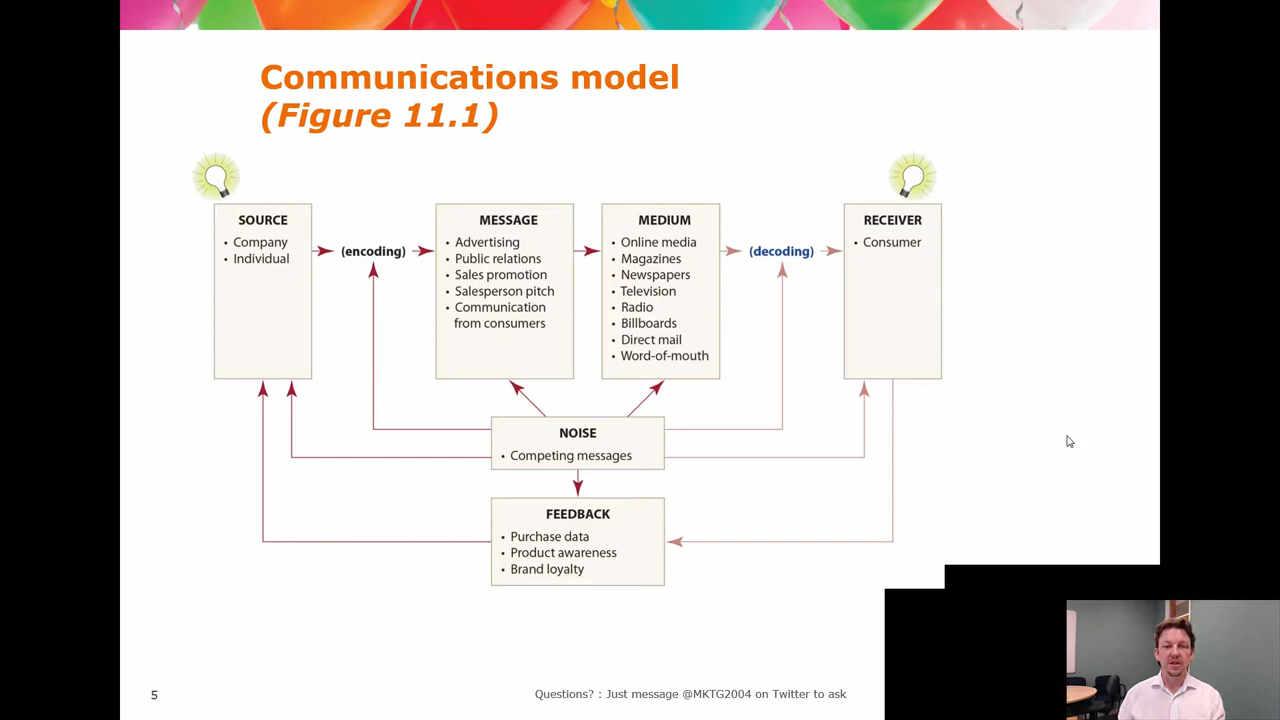 Communications model
(Figure 11.1)
SOURCE
• Company
• Individual
(encoding)
MESSAGE
• Advertising
• Public relations
• Sales promotion
• Salesperson pitch
• Communication
from consumers
MEDIUM
• Online media
• Magazines
• Newspapers
• Television
• Radio
• Billboards
• Direct mail
• Word-of-mouth
(decoding)
RECEIVER
• Consumer
NOISE
• Competing messages
FEEDBACK
• Purchase data
• Product awareness
• Brand loyalty
5
Questions? : Just message @MKTG2004 on Twitter to ask